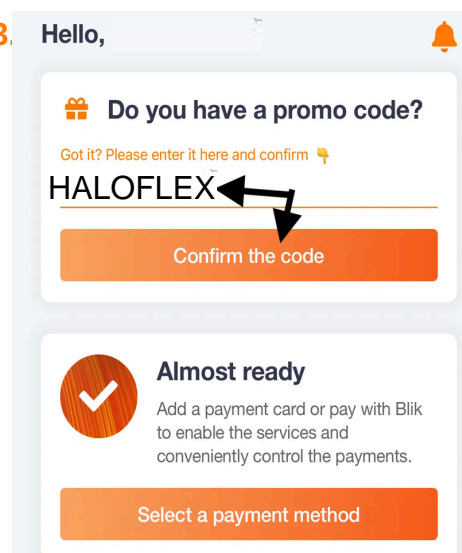 3.
Hello,
Do you have a promo code?
Got it? Please enter it here and confirm 👇
HALOFLEX
Confirm the code
Almost ready
Add a payment card or pay with Blik
to enable the services and
conveniently control the payments.
Select a payment method